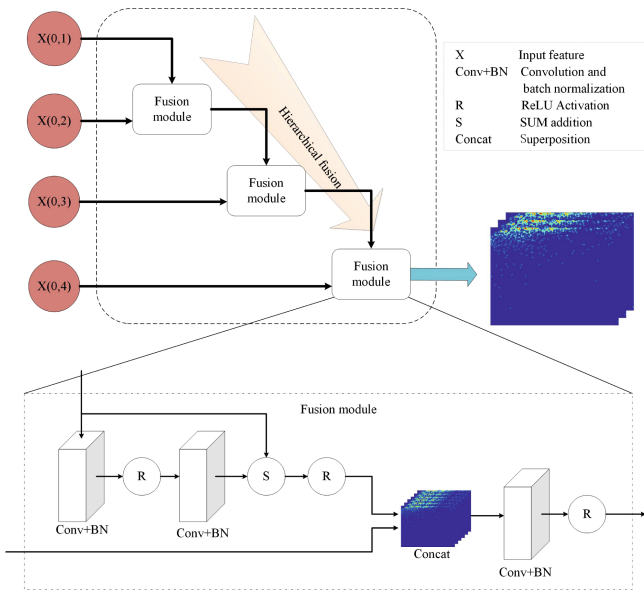 X(0,1)
X(0,2)
X(0,3)
X(0,4)
Fusion
module
Fusion
module
Fusion
module
Hierarchical fusion
X Input feature
Conv+BN Convolution and
batch normalization
R ReLU Activation
S SUM addition
Concat Superposition
Fusion module
R
S
R
Conv+BN
Conv+BN
Concat
R
Conv+BN